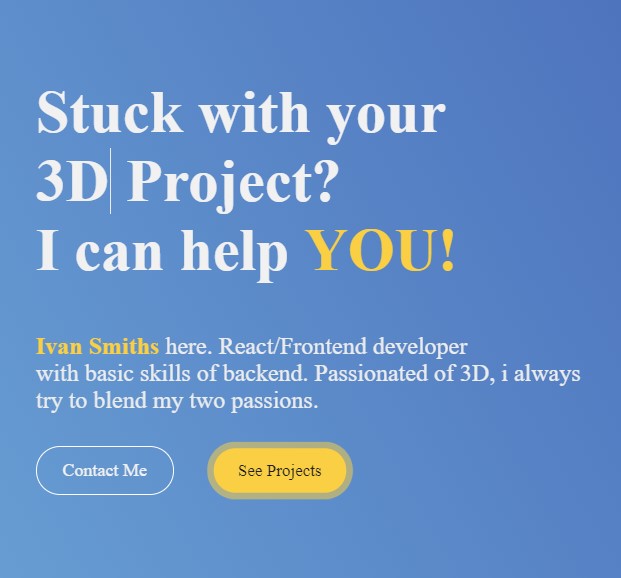 Stuck with your
3D Project?
I can help YOU!
Ivan Smiths here. React/Frontend developer
with basic skills of backend. Passionated of 3D, i always
try to blend my two passions.
Contact Me
See Projects